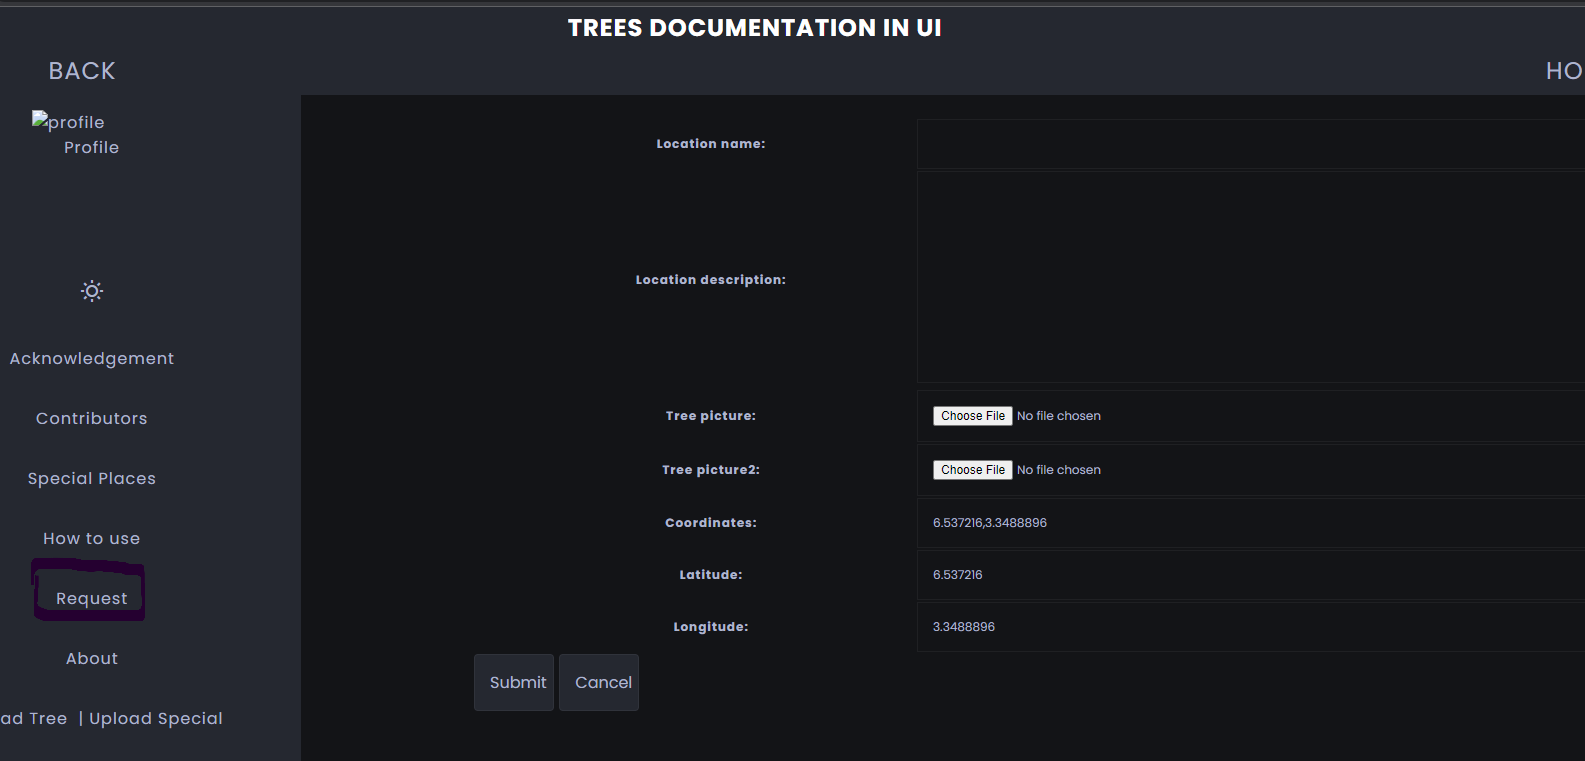 TREES DOCUMENTATION IN UI
BACK
HO
profile
Profile
Acknowledgement
Contributors
Special Places
How to use
Request
About
ad Tree | Upload Special
Location name:
Location description:
Tree picture: Choose File No file chosen
Tree picture2: Choose File No file chosen
Coordinates: 6.537216,3.3488896
Latitude: 6.537216
Longitude: 3.3488896
Submit Cancel